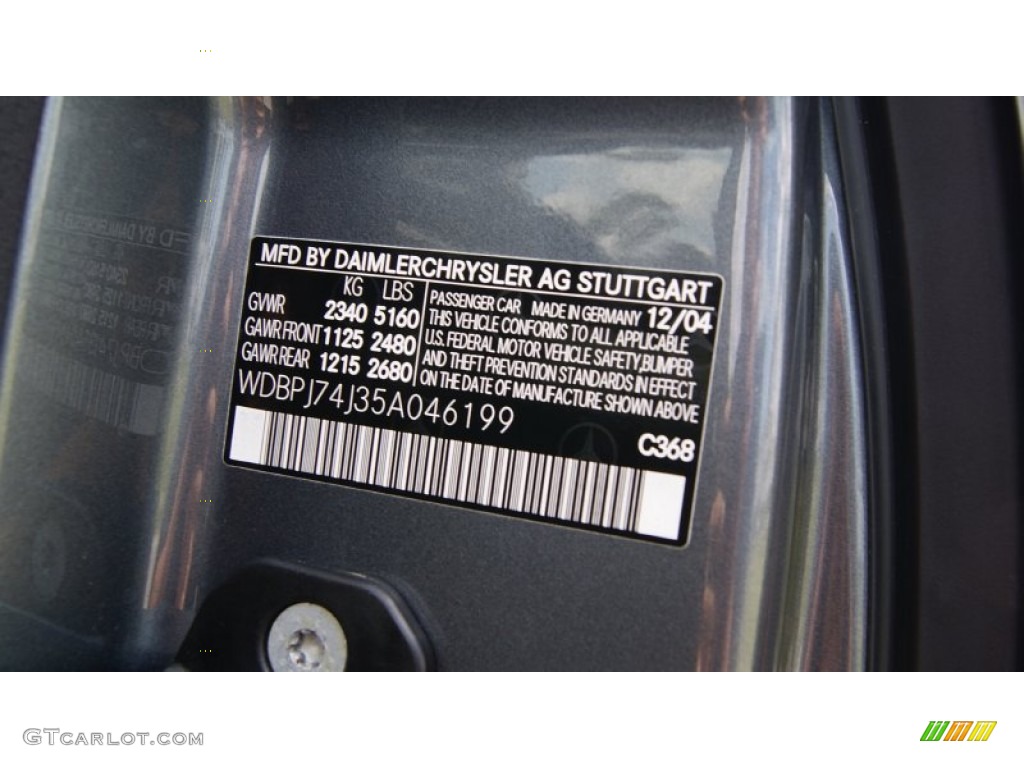 MFD BY DAIMLERCHRYSLER AG STUTTGART
KG LBS
GVWR 2340 5160
GAWR FRONT 1125 2480
GAWR REAR 1215 2680
PASSENGER CAR MADE IN GERMANY 12/04
THIS VEHICLE CONFORMS TO ALL APPLICABLE
U.S. FEDERAL MOTOR VEHICLE SAFETY, BUMPER
AND THEFT PREVENTION STANDARDS IN EFFECT
ON THE DATE OF MANUFACTURE SHOWN ABOVE
WDBPJ74J35A046199
C368
GTCARLOT.COM